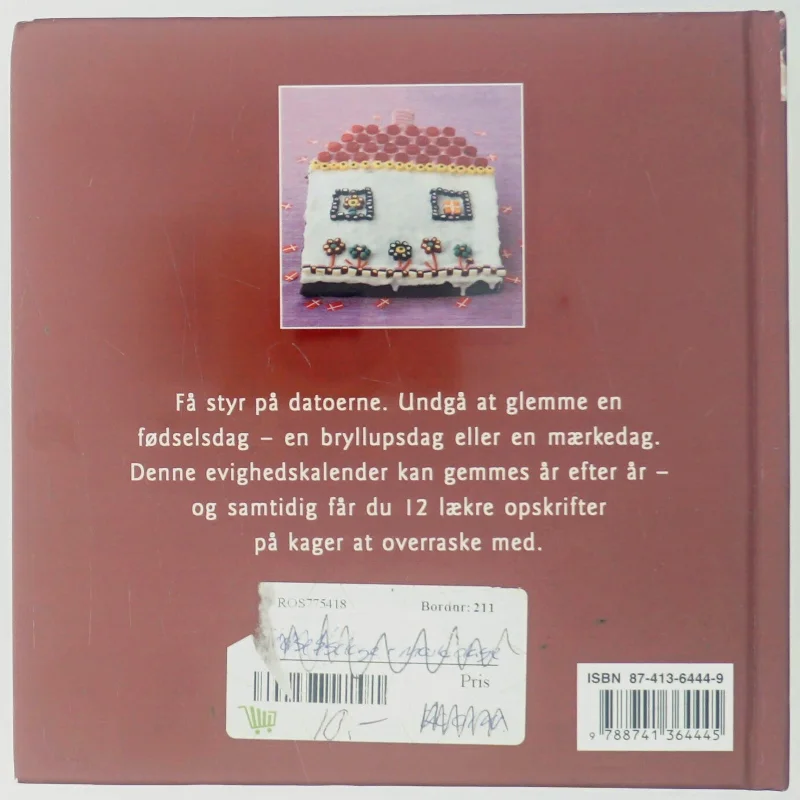 Få styr på datoerne. Undgå at glemme en
fødselsdag – en bryllupsdag eller en mærkedag.
Denne evighedskalender kan gemmes år efter år –
og samtidig får du 12 lækre opskrifter
på kager at overraske med.
ROS775418 Bordnr: 211
Pris
10,-
ISBN 87-413-6444-9
9 788741 364445